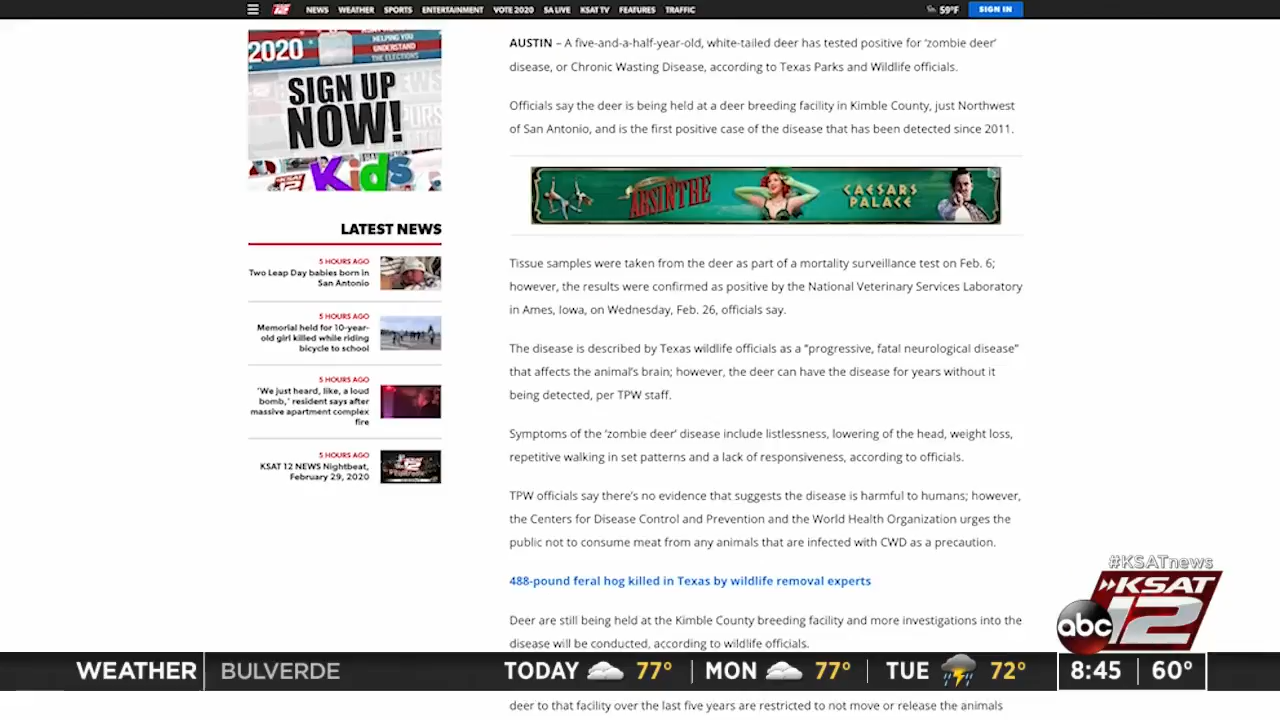 NEWS WEATHER SPORTS ENTERTAINMENT VOTE 2020 SA LIVE KSAT TV FEATURES TRAFFIC 59°F SIGN IN
2020
HELPING YOU
UNDERSTAND
THE ELECTIONS
SIGN UP
NOW!
KSAT
12
Kids
LATEST NEWS
5 HOURS AGO
Two Leap Day babies born in
San Antonio
5 HOURS AGO
Memorial held for 10-year-
old girl killed while riding
bicycle to school
5 HOURS AGO
'We just heard, like, a loud
bomb,' resident says after
massive apartment complex
fire
5 HOURS AGO
KSAT 12 NEWS Nightbeat,
February 29, 2020
AUSTIN – A five-and-a-half-year-old, white-tailed deer has tested positive for 'zombie deer'
disease, or Chronic Wasting Disease, according to Texas Parks and Wildlife officials.
Officials say the deer is being held at a deer breeding facility in Kimble County, just Northwest
of San Antonio, and is the first positive case of the disease that has been detected since 2011.
ABSINTHE
CAESARS
PALACE
Tissue samples were taken from the deer as part of a mortality surveillance test on Feb. 6;
however, the results were confirmed as positive by the National Veterinary Services Laboratory
in Ames, Iowa, on Wednesday, Feb. 26, officials say.
The disease is described by Texas wildlife officials as a "progressive, fatal neurological disease"
that affects the animal's brain; however, the deer can have the disease for years without it
being detected, per TPW staff.
Symptoms of the 'zombie deer' disease include listlessness, lowering of the head, weight loss,
repetitive walking in set patterns and a lack of responsiveness, according to officials.
TPW officials say there's no evidence that suggests the disease is harmful to humans; however,
the Centers for Disease Control and Prevention and the World Health Organization urges the
public not to consume meat from any animals that are infected with CWD as a precaution.
488-pound feral hog killed in Texas by wildlife removal experts
Deer are still being held at the Kimble County breeding facility and more investigations into the
disease will be conducted, according to wildlife officials.
#KSATnews
KSAT
abc 12
WEATHER BULVERDE TODAY 77° MON 77° TUE 72° 8:45 60°
deer to that facility over the last five years are restricted to not move or release the animals